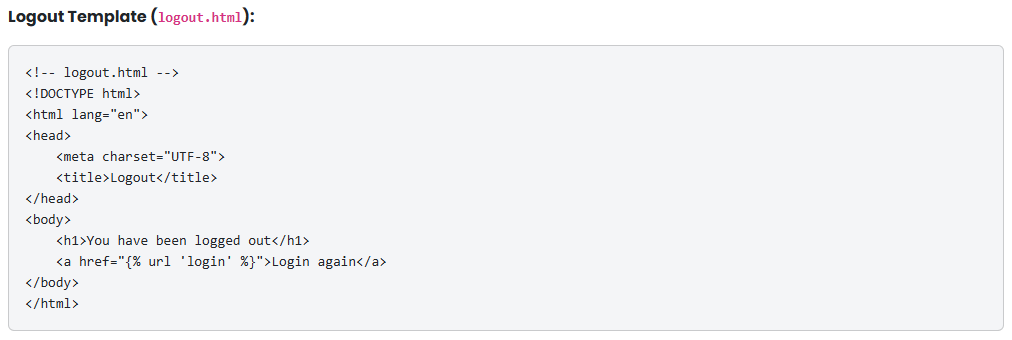 Logout Template (logout.html):
<!-- logout.html -->
<!DOCTYPE html>
<html lang="en">
<head>
    <meta charset="UTF-8">
    <title>Logout</title>
</head>
<body>
    <h1>You have been logged out</h1>
    <a href="{% url 'login' %}">Login again</a>
</body>
</html>